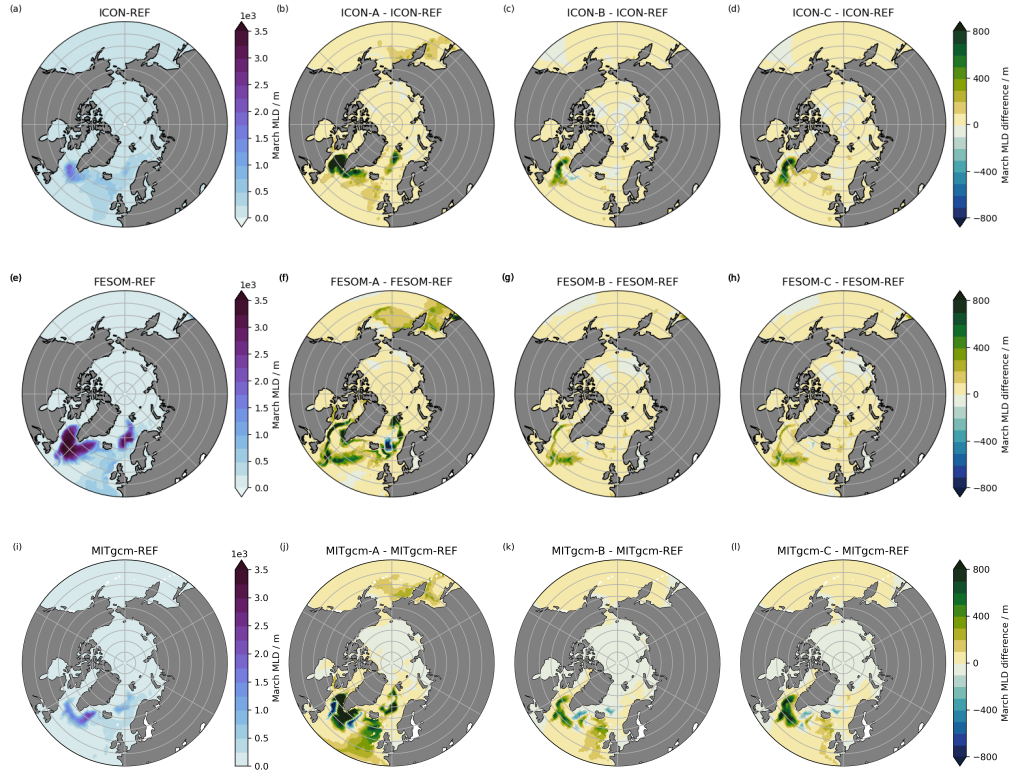 (a) ICON-REF
1e3
3.5
3.0
2.5
2.0
1.5
1.0
0.5
0.0
March MLD / m
(b) ICON-A - ICON-REF
(c) ICON-B - ICON-REF
(d) ICON-C - ICON-REF
800
400
0
−400
−800
March MLD difference / m
(e) FESOM-REF
1e3
3.5
3.0
2.5
2.0
1.5
1.0
0.5
0.0
March MLD / m
(f) FESOM-A - FESOM-REF
(g) FESOM-B - FESOM-REF
(h) FESOM-C - FESOM-REF
800
400
0
−400
−800
March MLD difference / m
(i) MITgcm-REF
1e3
3.5
3.0
2.5
2.0
1.5
1.0
0.5
0.0
March MLD / m
(j) MITgcm-A - MITgcm-REF
(k) MITgcm-B - MITgcm-REF
(l) MITgcm-C - MITgcm-REF
800
400
0
−400
−800
March MLD difference / m